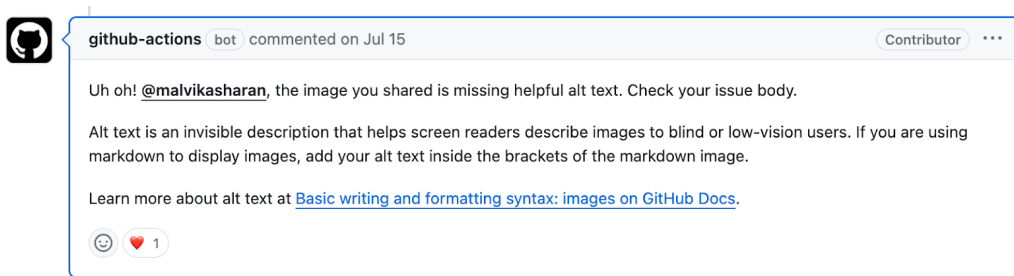 github-actions bot commented on Jul 15 Contributor
Uh oh! @malvikasharan, the image you shared is missing helpful alt text. Check your issue body.
Alt text is an invisible description that helps screen readers describe images to blind or low-vision users. If you are using
markdown to display images, add your alt text inside the brackets of the markdown image.
Learn more about alt text at Basic writing and formatting syntax: images on GitHub Docs.
1